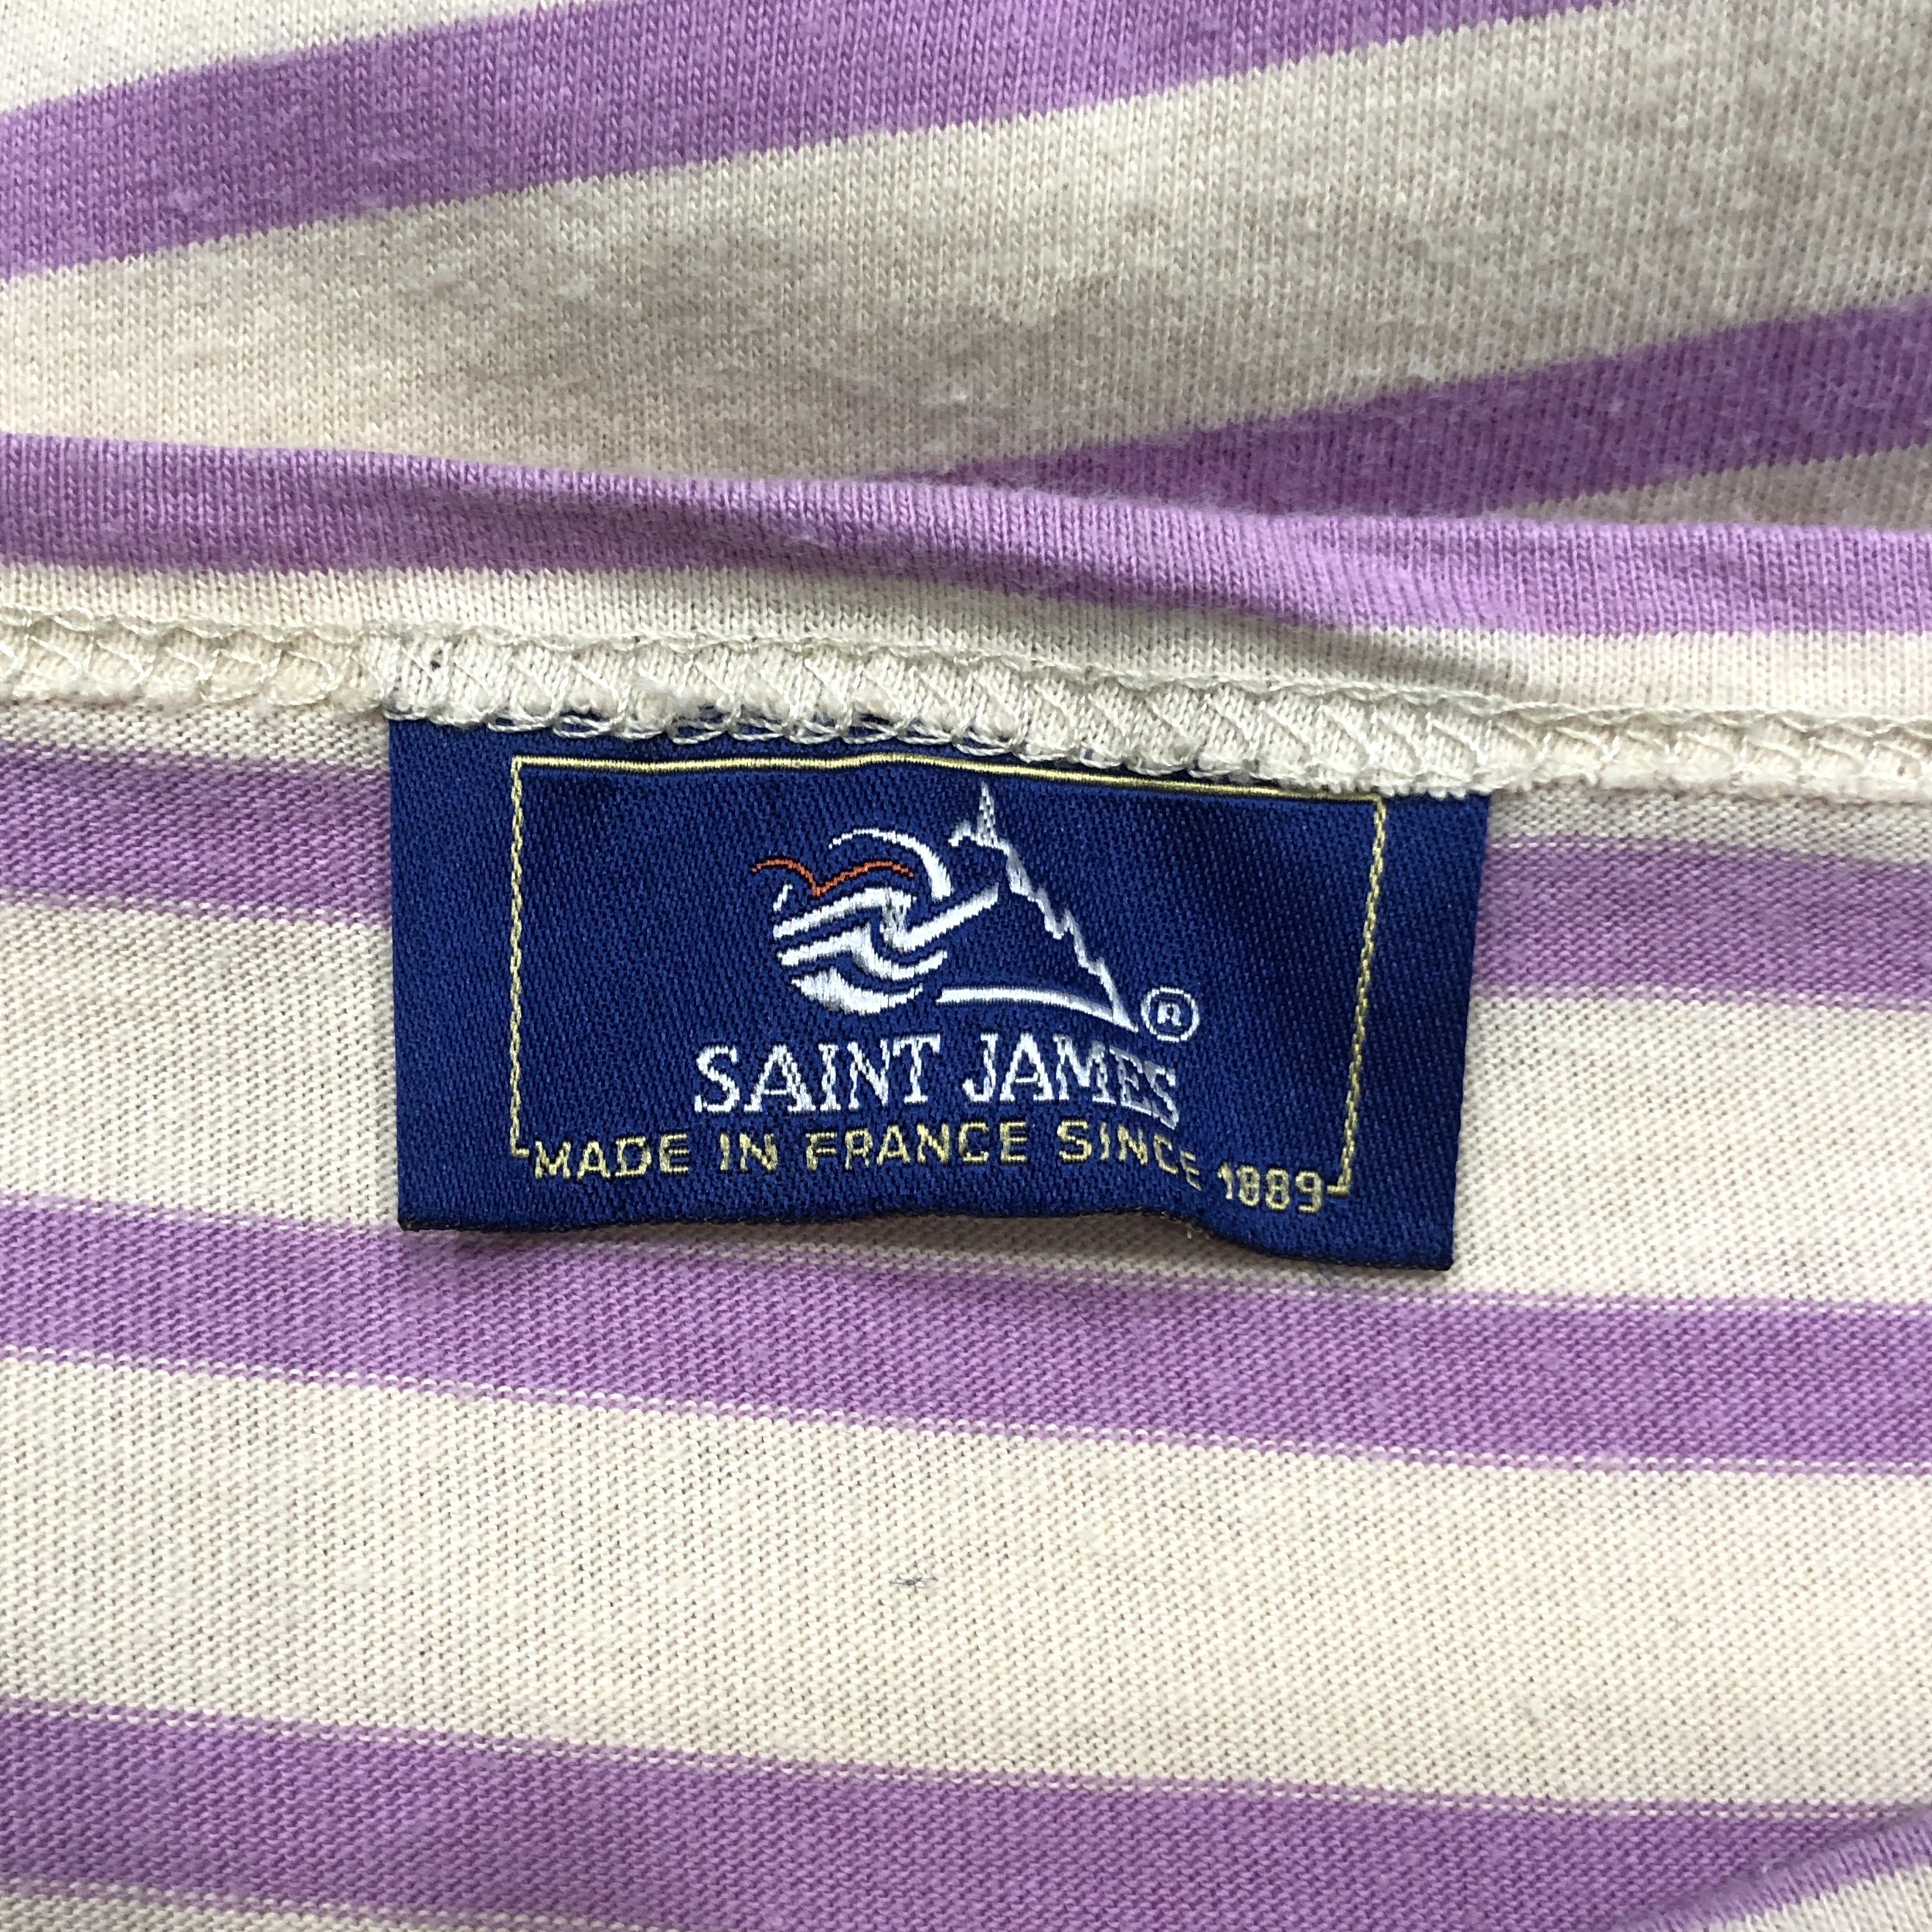 ®
SAINT JAMES
MADE IN FRANCE SINCE 1889